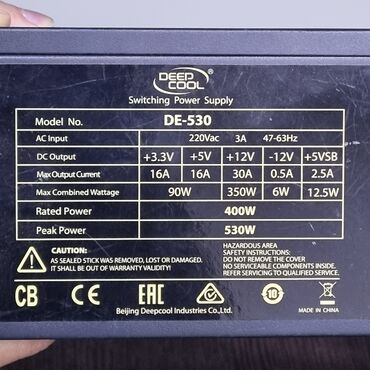 DEEP
COOL
Switching Power Supply
Model No. DE-530
AC Input 220Vac 3A 47-63Hz
DC Output +3.3V +5V +12V -12V +5VSB
Max Output Current 16A 16A 30A 0.5A 2.5A
Max Combined Wattage 90W 350W 6W 12.5W
Rated Power 400W
Peak Power 530W
CAUTION:
AS SEALED STICK WAS REMOVED, LOST OR DAMAGED.
IT SHALL BE OUT OF WARRANTY OBLIGATIONS.
HAZARDOUS AREA
SAFETY INSTRUCTIONS:
DO NOT REMOVE THE COVER
NO SERVICEABLE COMPONENTS INSIDE.
REFER SERVICING TO QUALIFIED SERVICE.
CB CE EAC 10
Beijing Deepcool Industries Co.,Ltd.
MADE IN CHINA